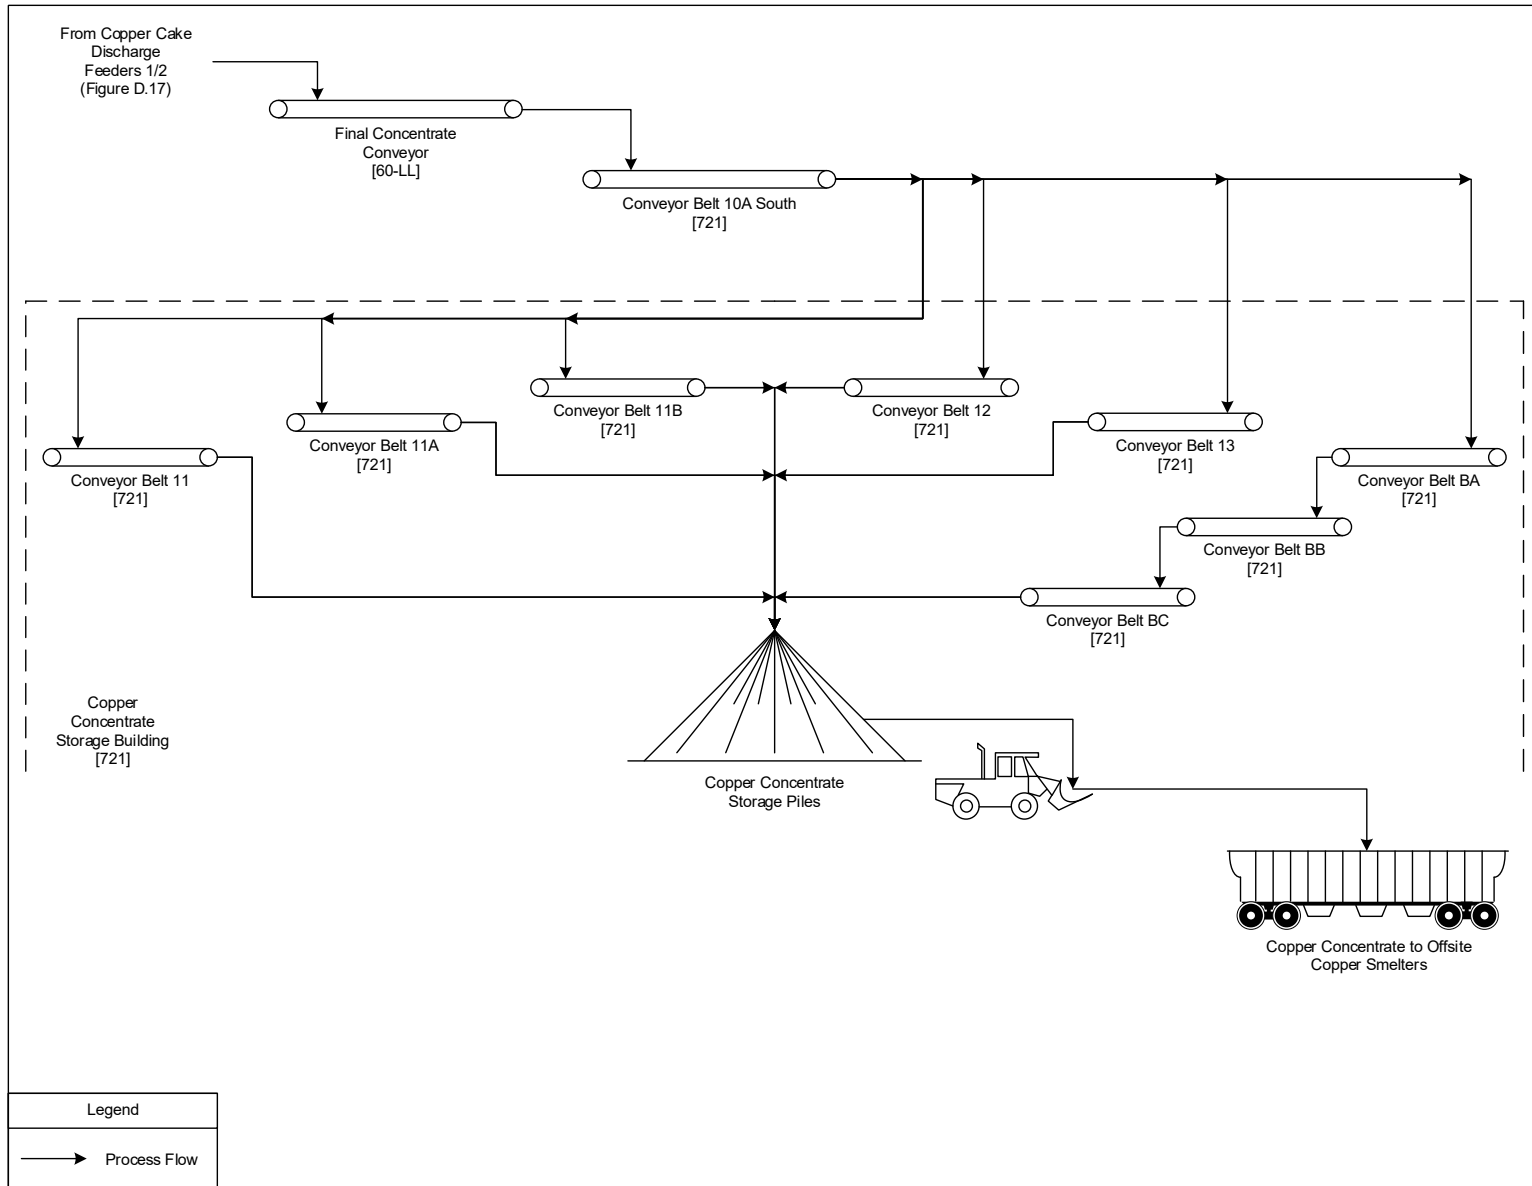 From Copper Cake
Discharge
Feeders 1/2
(Figure D.17)
Final Concentrate
Conveyor
[60-LL]
Conveyor Belt 10A South
[721]
Conveyor Belt 11B
[721]
Conveyor Belt 12
[721]
Conveyor Belt 11A
[721]
Conveyor Belt 13
[721]
Conveyor Belt 11
[721]
Conveyor Belt BA
[721]
Conveyor Belt BB
[721]
Conveyor Belt BC
[721]
Copper
Concentrate
Storage Building
[721]
Copper Concentrate
Storage Piles
Copper Concentrate to Offsite
Copper Smelters
Legend
Process Flow